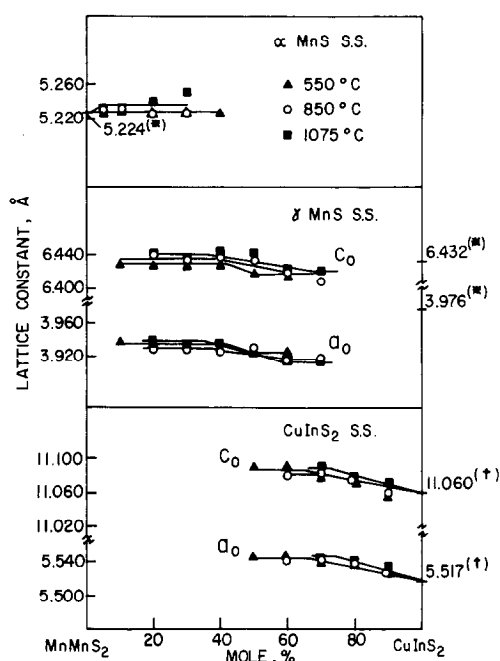 α MnS S.S.
▲ 550 °C
○ 850 °C
■ 1075 °C
5.260
5.220
5.224(※)
γ MnS S.S.
6.440
6.400
3.960
3.920
C₀
a₀
6.432(※)
3.976(※)
LATTICE CONSTANT, Å
CuInS₂ S.S.
11.100
11.060
11.020
5.540
5.500
C₀
a₀
11.060(†)
5.517(†)
MnMnS₂ 20 40 60 80 CuInS₂
MOLE, %